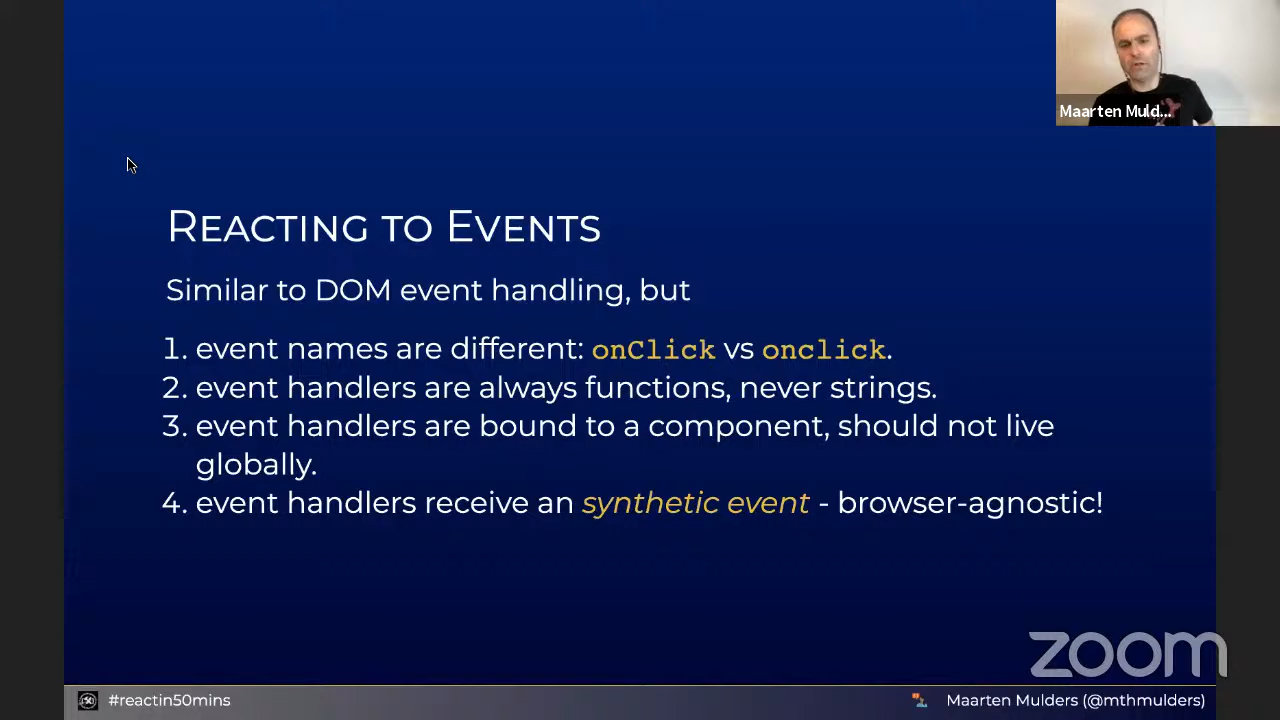 Maarten Muld...
REACTING TO EVENTS
Similar to DOM event handling, but
1. event names are different: onClick vs onclick.
2. event handlers are always functions, never strings.
3. event handlers are bound to a component, should not live
globally.
4. event handlers receive an synthetic event - browser-agnostic!
zoom
#reactin50mins
Maarten Mulders (@mthmulders)